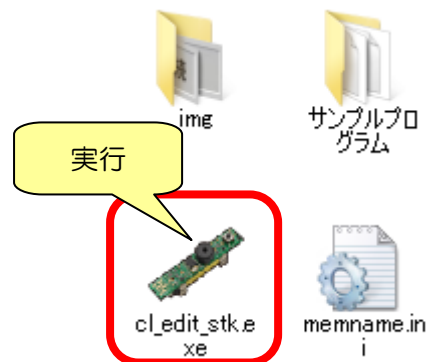 img
サンプルプロ
グラム
実行
cl_edit_stk.e
xe
memname.in
i